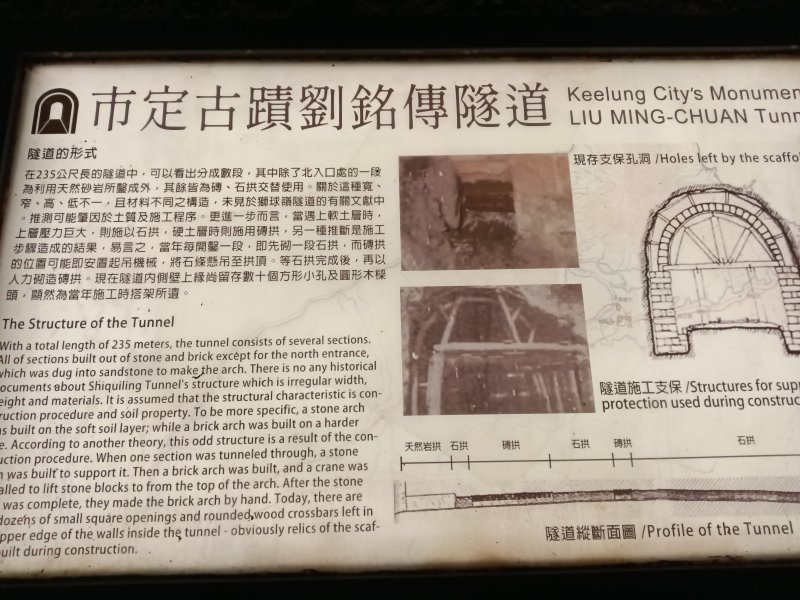 市定古蹟劉銘傳隧道
Keelung City's Monumen
LIU MING-CHUAN Tunn
隧道的形式
在235公尺長的隧道中，可以看出分成數段，其中除了北入口處的一段
為利用天然砂岩所鑿成外，其餘皆為磚、石拱交替使用。關於這種寬、
窄、高、低不一，且材料不同之構造，未見於獅球嶺隧道的有關文獻中
。推測可能肇因於土質及施工程序。更進一步而言，當遇上軟土層時，
上層壓力巨大，則施以石拱，硬土層時則施用磚拱，另一種推斷是施工
步驟造成的結果，易言之，當年每開鑿一段，即先砌一段石拱，而磚拱
的位置可能即安置起吊機械，將石條懸吊至拱頂。等石拱完成後，再以
人力砌造磚拱。現在隧道內側壁上緣尚留存數十個方形小孔及圓形木樑
頭，顯然為當年施工時搭架所遺。
The Structure of the Tunnel
With a total length of 235 meters, the tunnel consists of several sections.
All of sections built out of stone and brick except for the north entrance,
which was dug into sandstone to make the arch. There is no any historical
ocuments about Shiquiling Tunnel's structure which is irregular width,
eight and materials. It is assumed that the structural characteristic is con-
ruction procedure and soil property. To be more specific, a stone arch
as built on the soft soil layer; while a brick arch was built on a harder
e. According to another theory, this odd structure is a result of the con-
uction procedure. When one section was tunneled through, a stone
h was built to support it. Then a brick arch was built, and a crane was
alled to lift stone blocks to from the top of the arch. After the stone
was complete, they made the brick arch by hand. Today, there are
dozens of small square openings and rounded wood crossbars left in
pper edge of the walls inside the tunnel - obviously relics of the scaf-
uilt during construction.
現存支保孔洞 /Holes left by the scaffo
隧道施工支保 /Structures for supp
protection used during construc
天然岩拱 石拱 磚拱 石拱 磚拱 石拱
隧道縱斷面圖 /Profile of the Tunnel